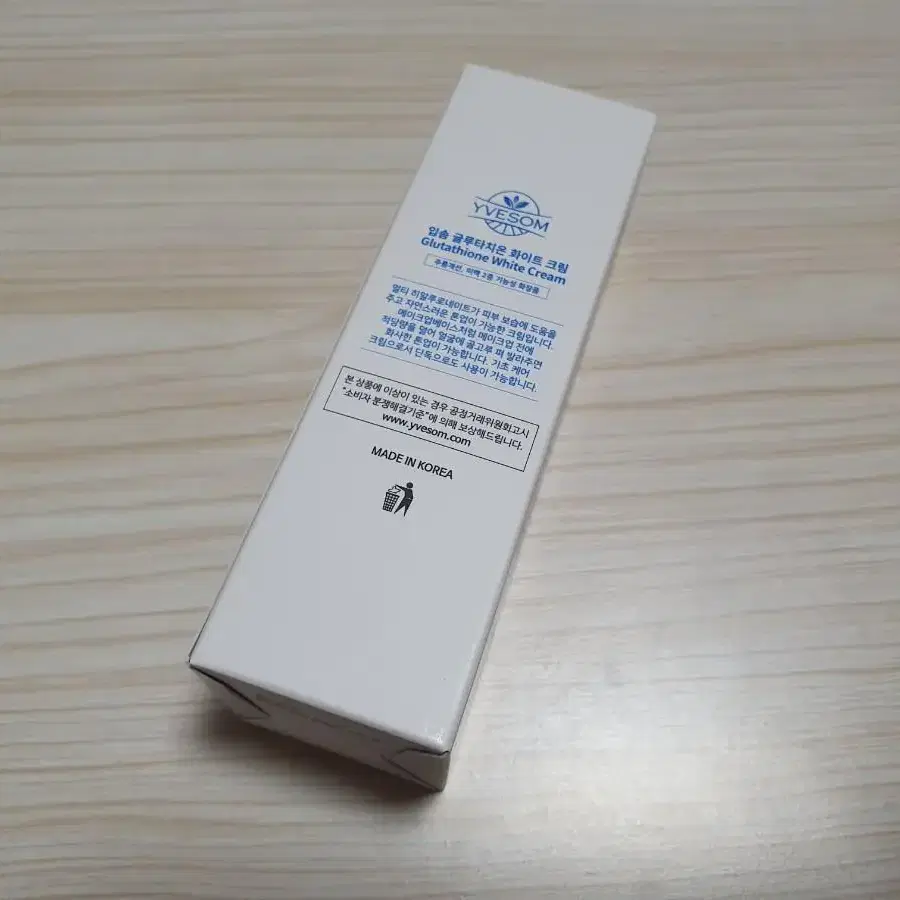 YVESOM
입솜 글루타치온 화이트 크림
Glutathione White Cream
주름개선, 미백 2중 기능성 화장품
멀티 히알루로네이트가 피부 보습에 도움을
주고 자연스러운 톤업이 가능한 크림입니다.
메이크업베이스처럼 메이크업 전에
적당량을 덜어 얼굴에 골고루 펴 발라주면
화사한 톤업이 가능합니다. 기초 케어
크림으로서 단독으로도 사용이 가능합니다.
본 상품에 이상이 있는 경우 공정거래위원회고시
"소비자 분쟁해결기준"에 의해 보상해드립니다.
www.yvesom.com
MADE IN KOREA